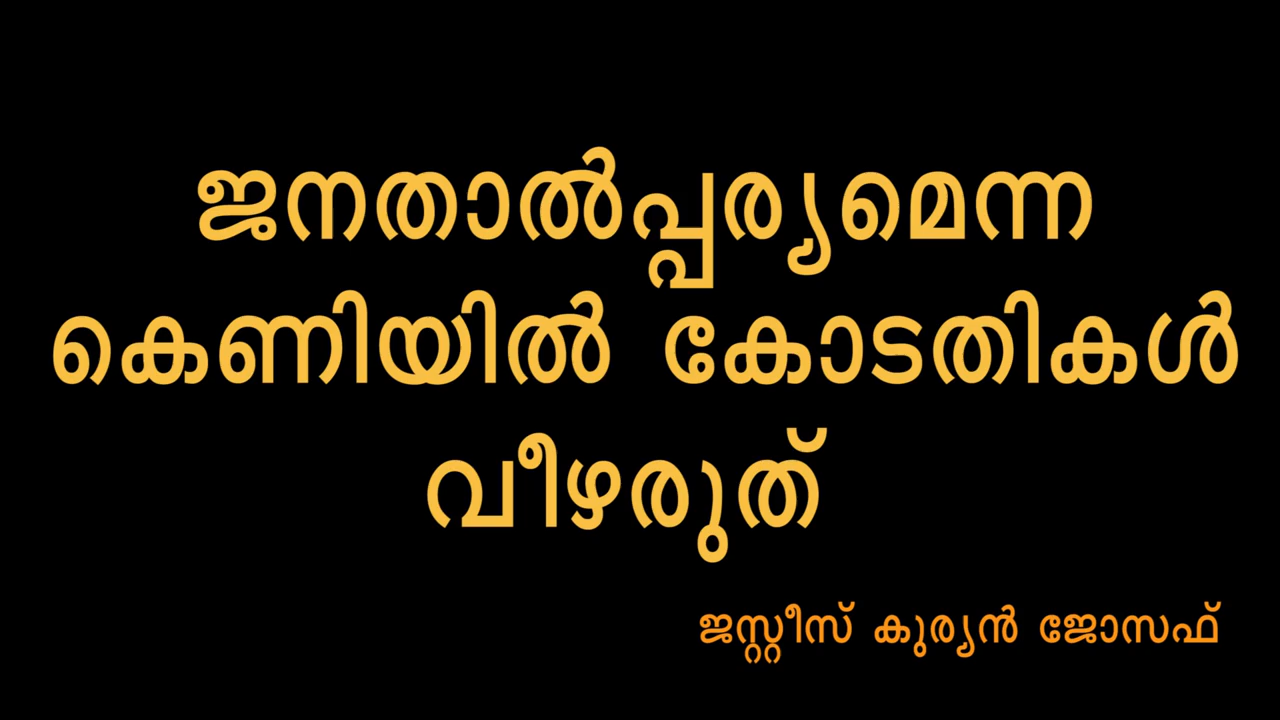 ജനതാൽപ്പര്യമെന്ന
കെണിയിൽ കോടതികൾ
വീഴരുത്
ജസ്റ്റീസ് കുര്യൻ ജോസഫ്